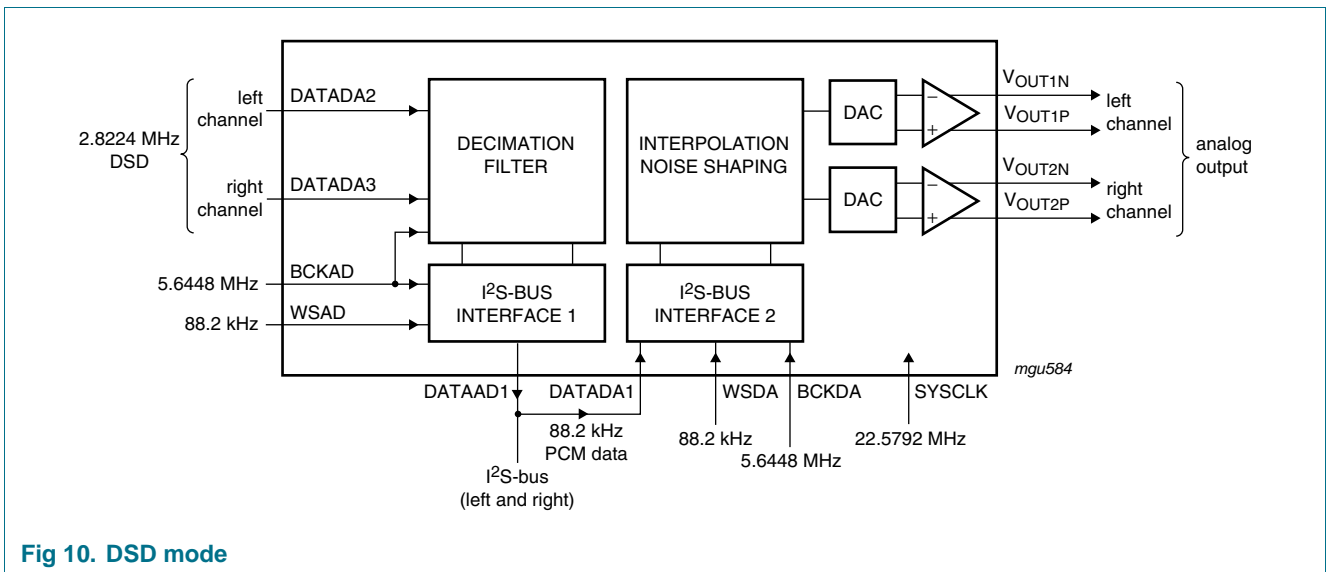 2.8224 MHz
DSD
left
channel
right
channel
DATADA2
DATADA3
5.6448 MHz
BCKAD
88.2 kHz
WSAD
DECIMATION
FILTER
I2S-BUS
INTERFACE 1
INTERPOLATION
NOISE SHAPING
I2S-BUS
INTERFACE 2
DAC
−
+
DAC
−
+
VOUT1N
VOUT1P
VOUT2N
VOUT2P
left
channel
right
channel
analog
output
mgu584
DATAAD1
DATADA1
WSDA
BCKDA
SYSCLK
88.2 kHz
PCM data
88.2 kHz
5.6448 MHz
22.5792 MHz
I2S-bus
(left and right)
Fig 10. DSD mode